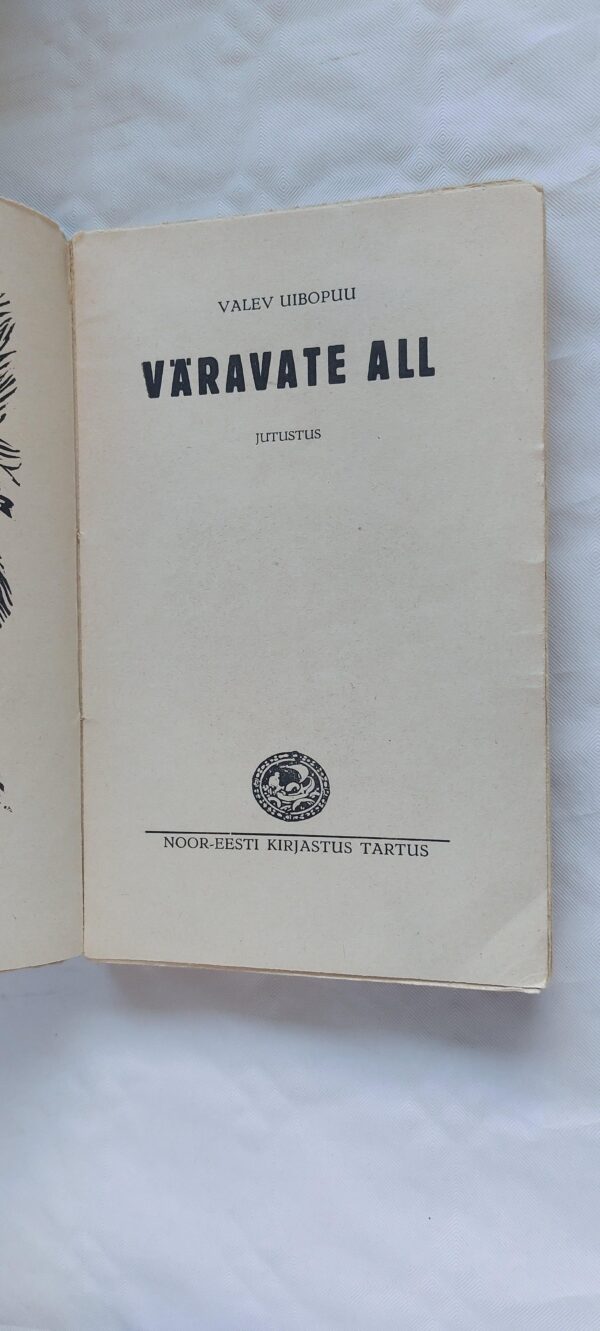 VALEV UIBOPUU
VÄRAVATE ALL
JUTUSTUS
NOOR-EESTI KIRJASTUS TARTUS